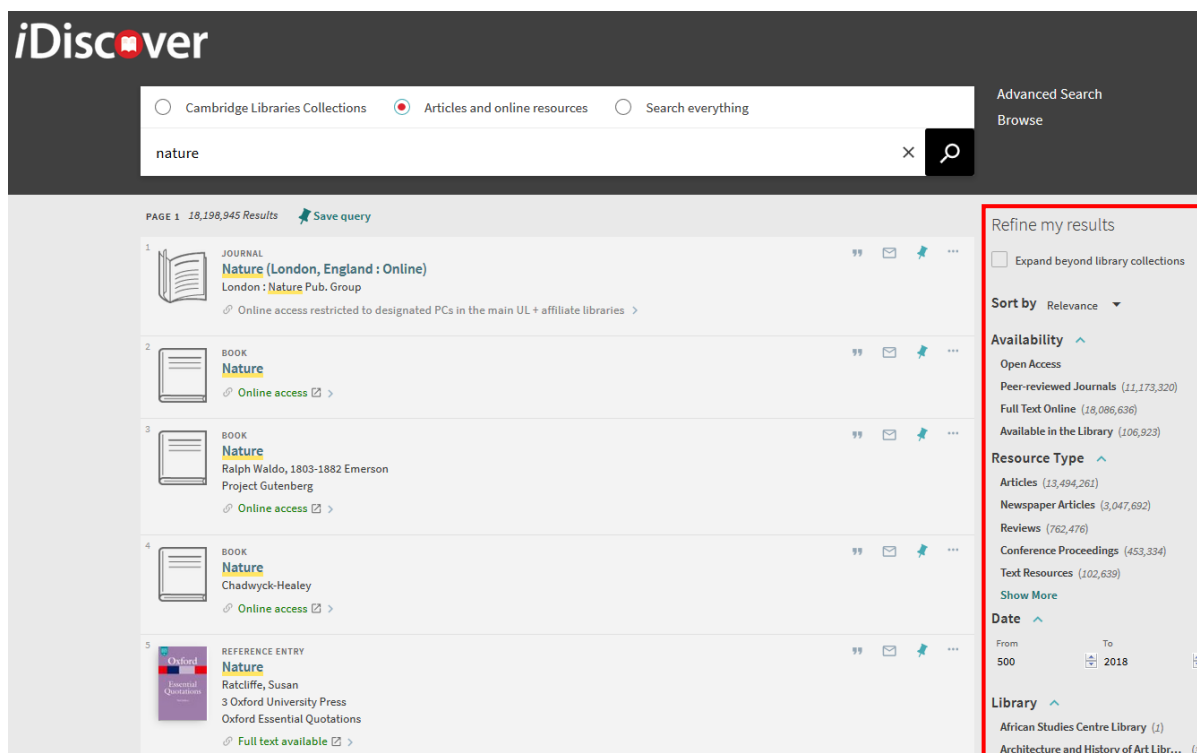 iDiscover
Cambridge Libraries Collections Articles and online resources Search everything
Advanced Search
Browse
nature
PAGE 1 18,198,945 Results Save query
1
JOURNAL
Nature (London, England : Online)
London : Nature Pub. Group
Online access restricted to designated PCs in the main UL + affiliate libraries
2
BOOK
Nature
Online access
3
BOOK
Nature
Ralph Waldo, 1803-1882 Emerson
Project Gutenberg
Online access
4
BOOK
Nature
Chadwyck-Healey
Online access
5
Oxford
Essential
Quotations
REFERENCE ENTRY
Nature
Ratcliffe, Susan
3 Oxford University Press
Oxford Essential Quotations
Full text available
Refine my results
Expand beyond library collections
Sort by Relevance
Availability
Open Access
Peer-reviewed Journals (11,173,320)
Full Text Online (18,086,636)
Available in the Library (106,923)
Resource Type
Articles (13,494,261)
Newspaper Articles (3,047,692)
Reviews (762,476)
Conference Proceedings (453,334)
Text Resources (102,639)
Show More
Date
From To
500 2018
Library
African Studies Centre Library (1)
Architecture and History of Art Libr...